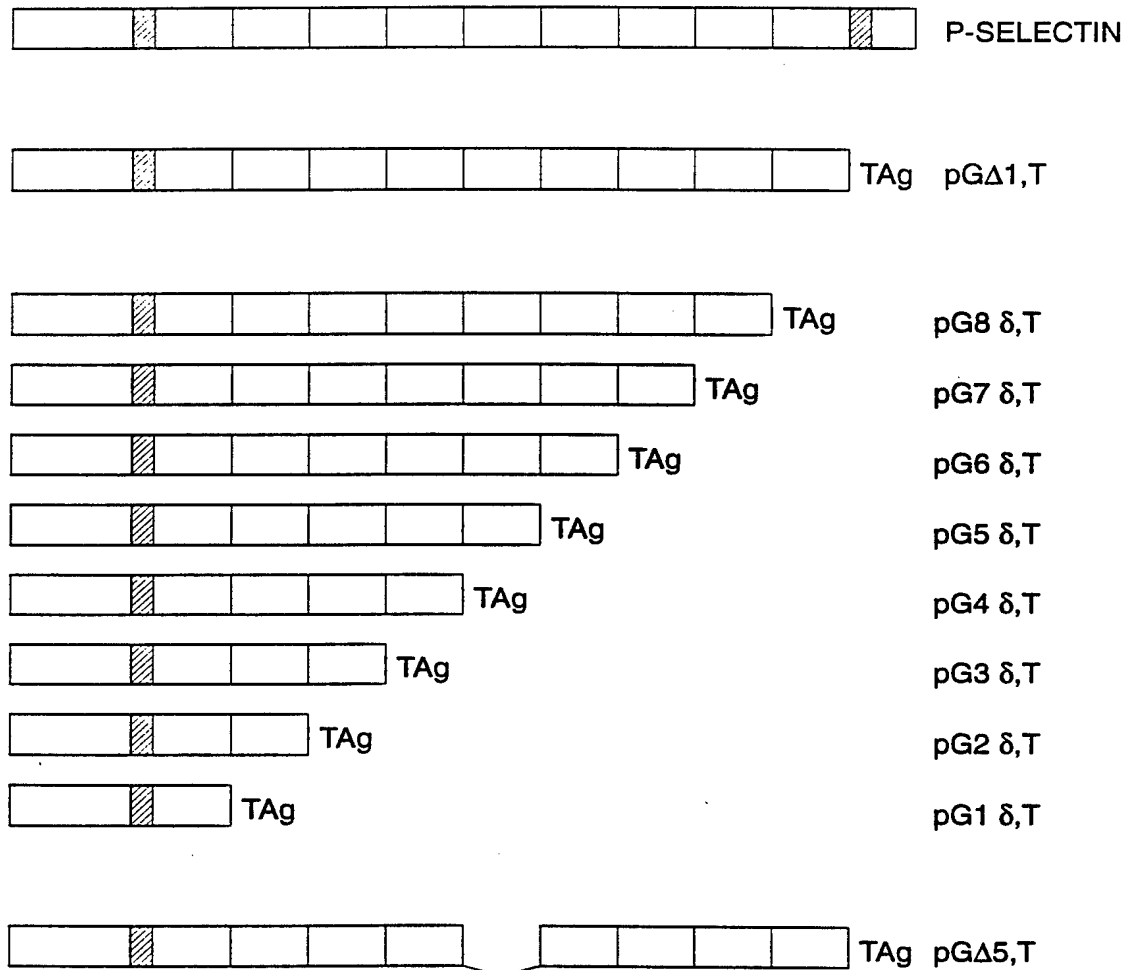 P-SELECTIN
TAg pGΔ1,T
TAg pG8 δ,T
TAg pG7 δ,T
TAg pG6 δ,T
TAg pG5 δ,T
TAg pG4 δ,T
TAg pG3 δ,T
TAg pG2 δ,T
TAg pG1 δ,T
TAg pGΔ5,T